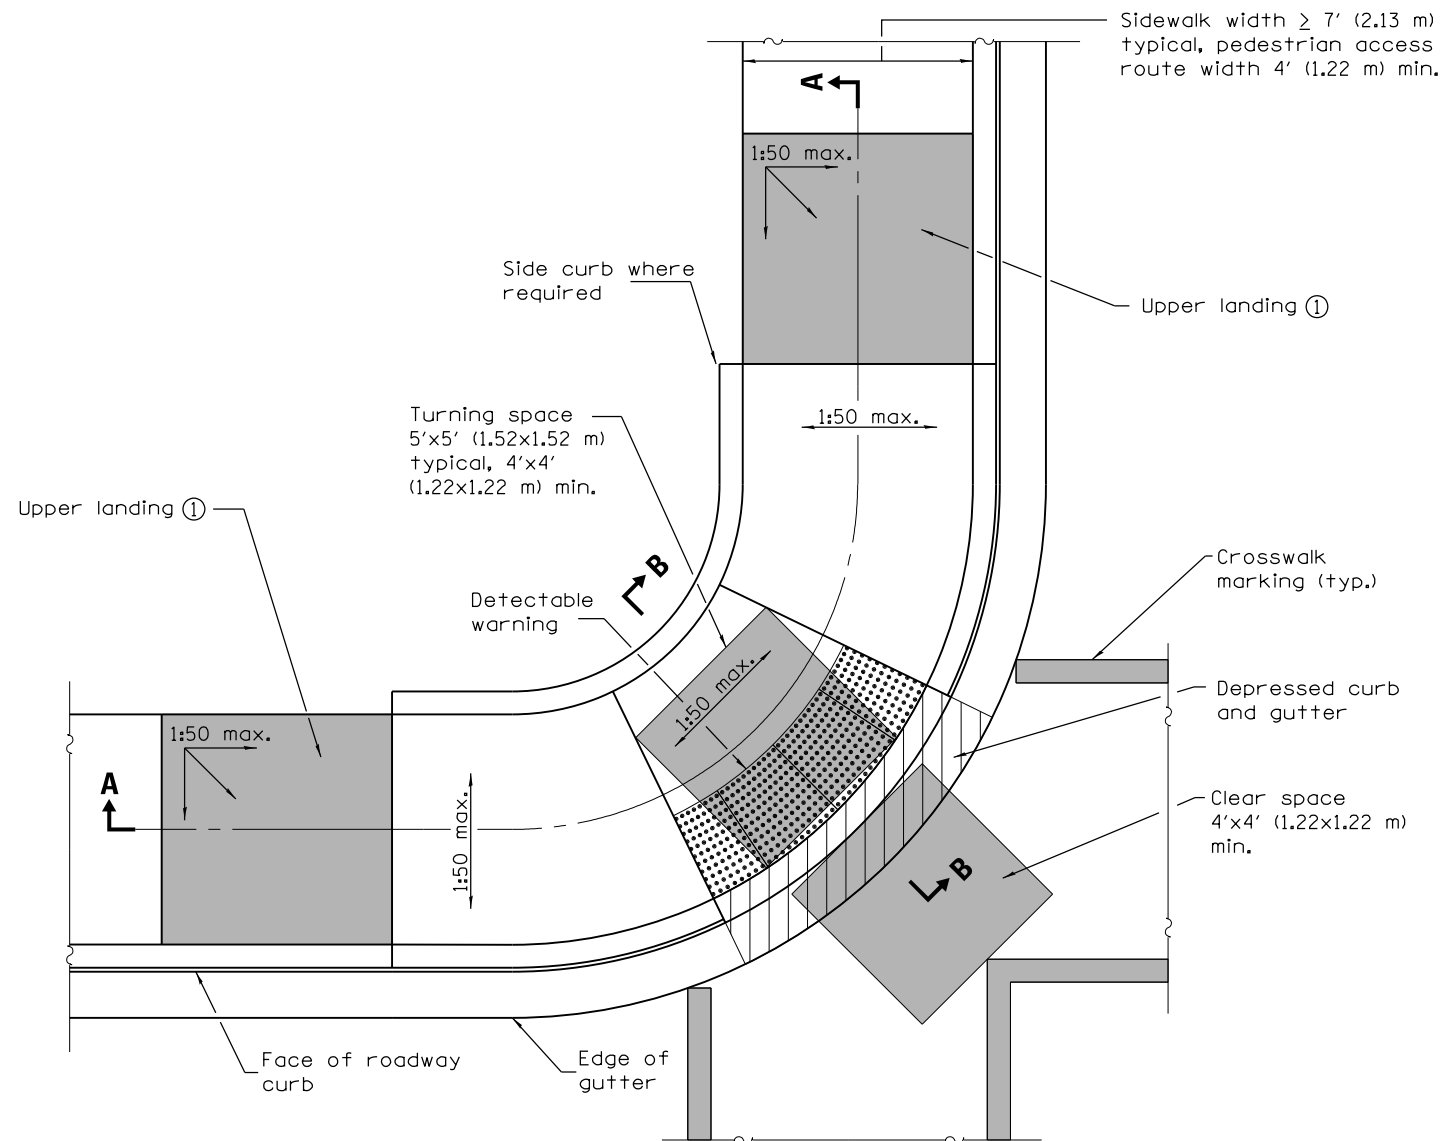 Sidewalk width ≥ 7' (2.13 m)
typical, pedestrian access
route width 4' (1.22 m) min.
A
1:50 max.
Side curb where
required
Upper landing ①
1:50 max.
Turning space
5'x5' (1.52x1.52 m)
typical, 4'x4'
(1.22x1.22 m) min.
Upper landing ①
B
Crosswalk
marking (typ.)
Detectable
warning
1:50 max.
Depressed curb
and gutter
1:50 max.
A
1:50 max.
Clear space
4'x4' (1.22x1.22 m)
min.
B
Face of roadway
curb
Edge of
gutter